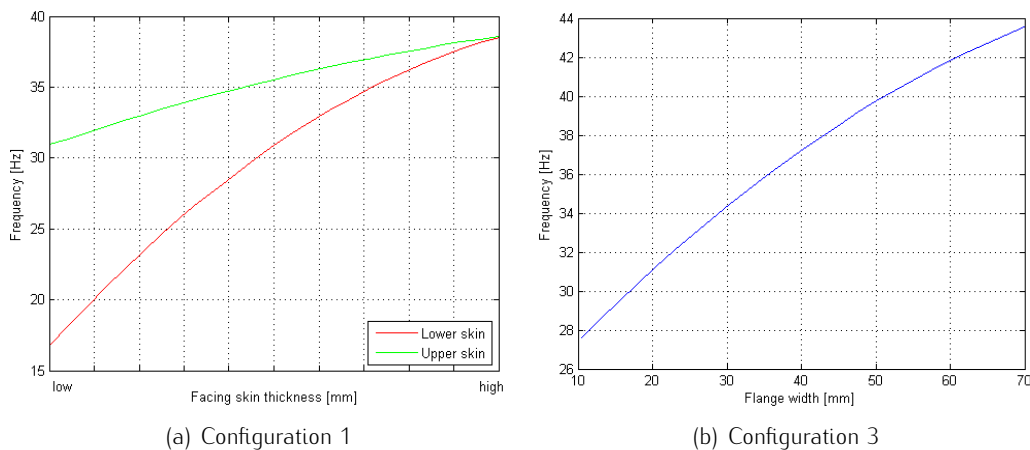 40
35
30
25
20
15
Frequency [Hz]
low
high
Facing skin thickness [mm]
Lower skin
Upper skin
(a) Configuration 1
44
42
40
38
36
34
32
30
28
26
Frequency [Hz]
10 20 30 40 50 60 70
Flange width [mm]
(b) Configuration 3